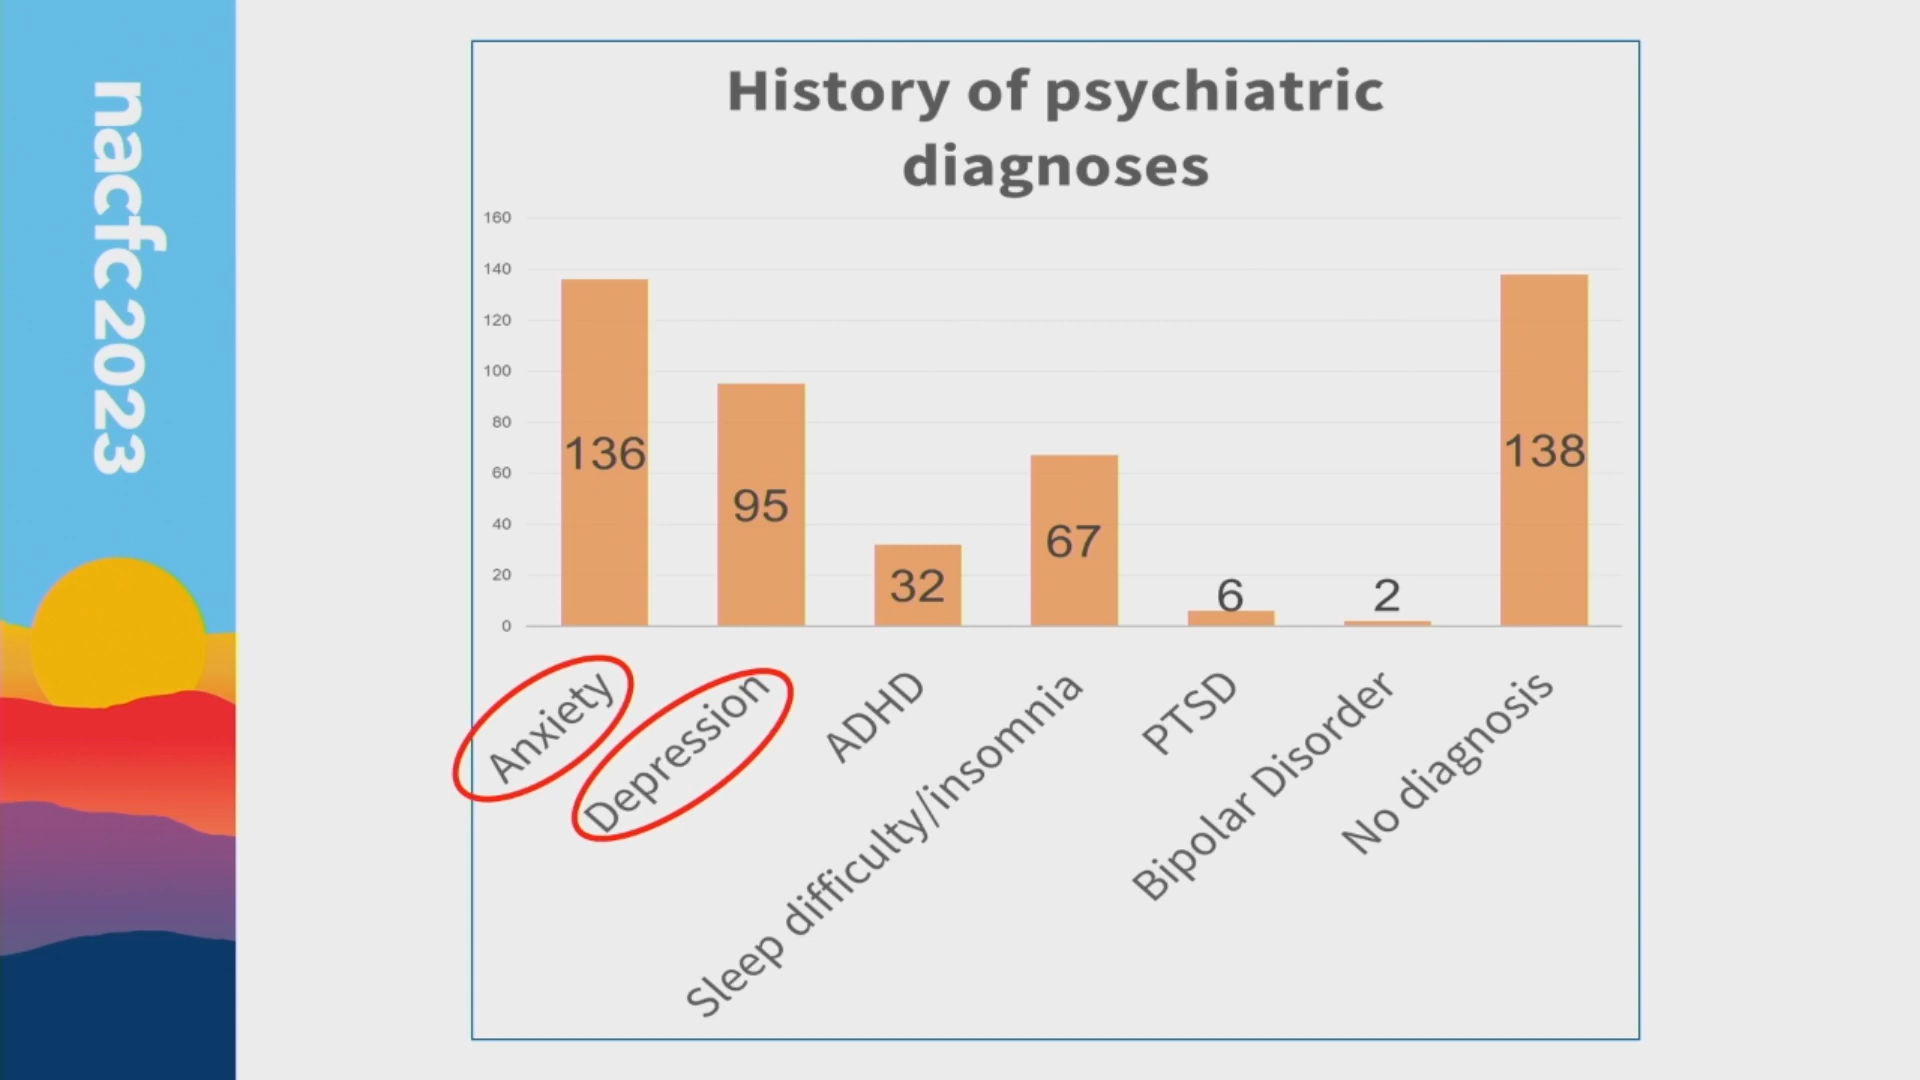 nacfc 2023
History of psychiatric
diagnoses
160
140
120
100
80
60
40
20
0
136
95
32
67
6
2
138
Anxiety
Depression
ADHD
Sleep difficulty/insomnia
PTSD
Bipolar Disorder
No diagnosis